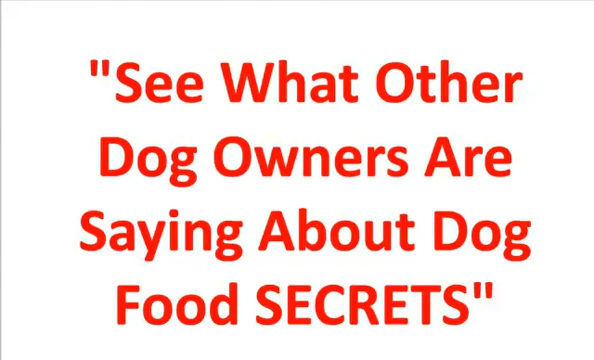 "See What Other
Dog Owners Are
Saying About Dog
Food SECRETS"